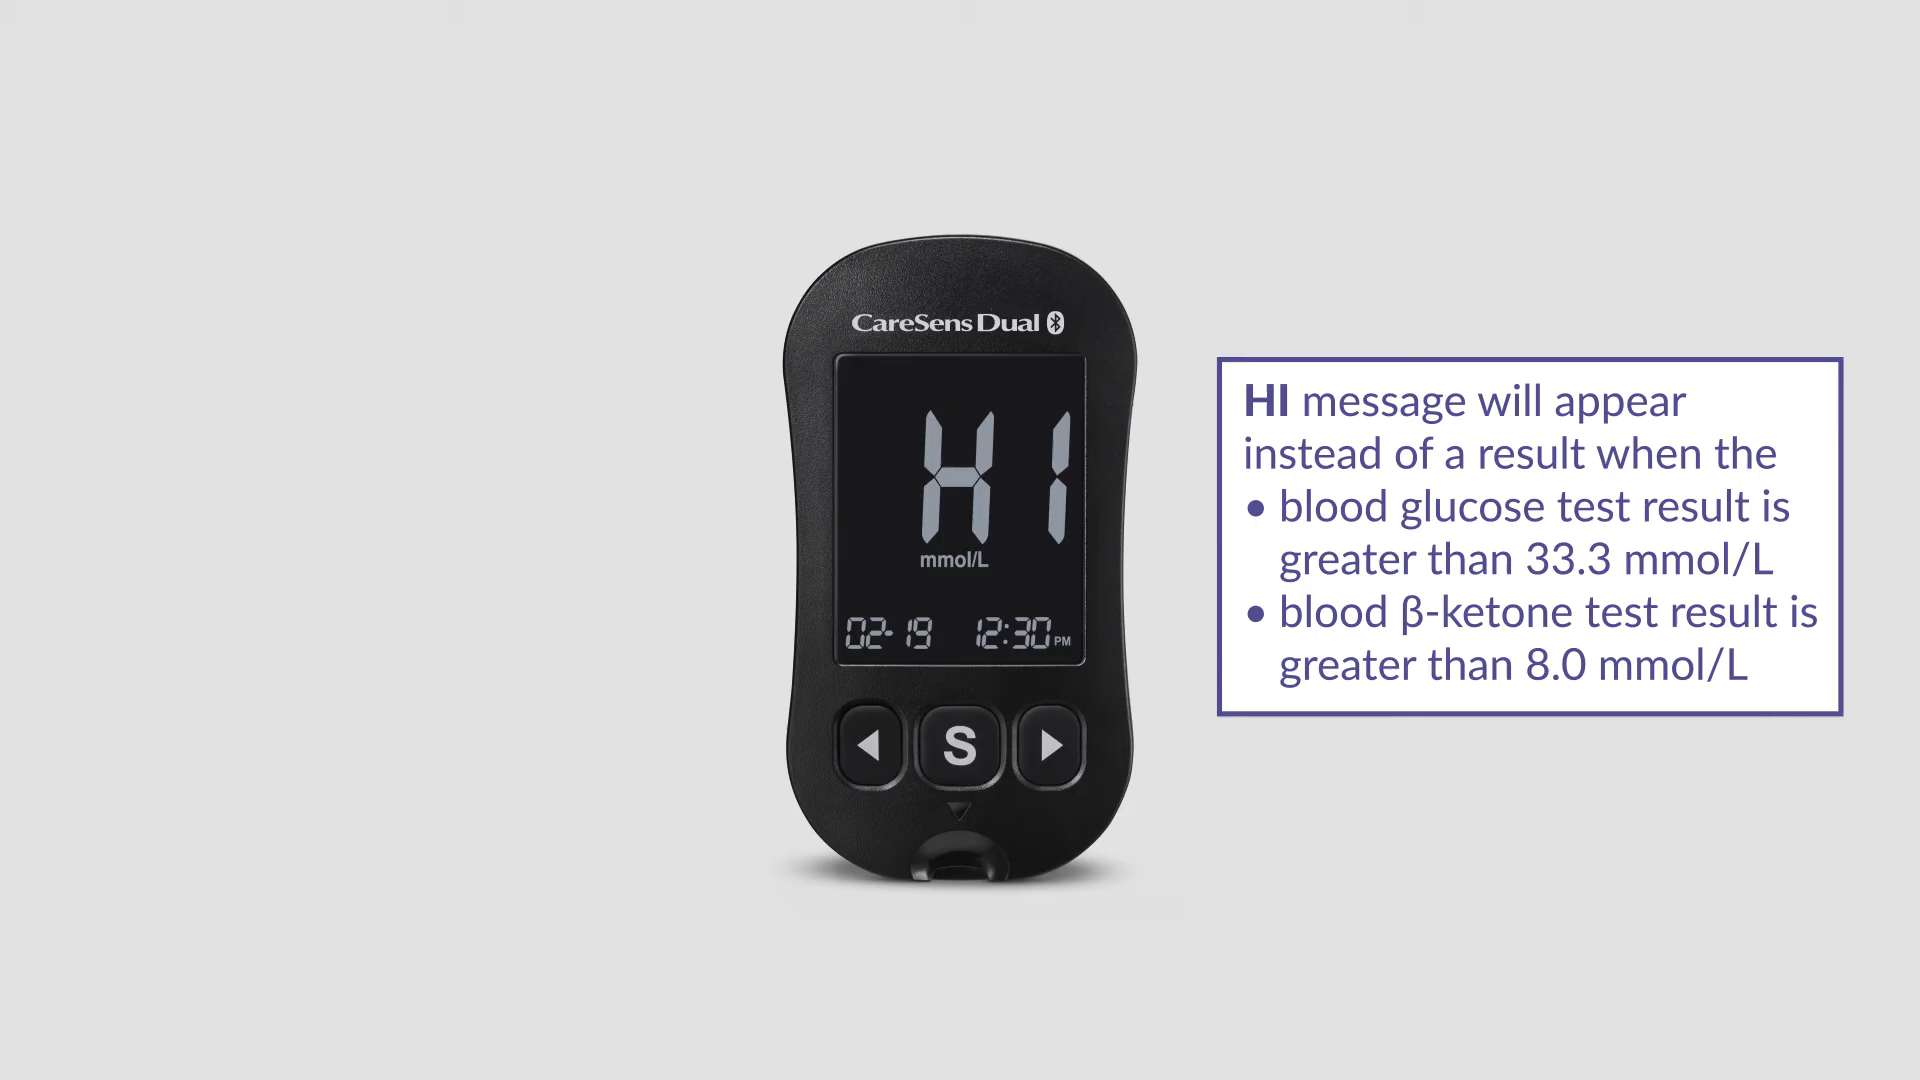 CareSens Dual
HI
mmol/L
02-19 12:30 PM
S
HI message will appear
instead of a result when the
• blood glucose test result is
greater than 33.3 mmol/L
• blood β-ketone test result is
greater than 8.0 mmol/L